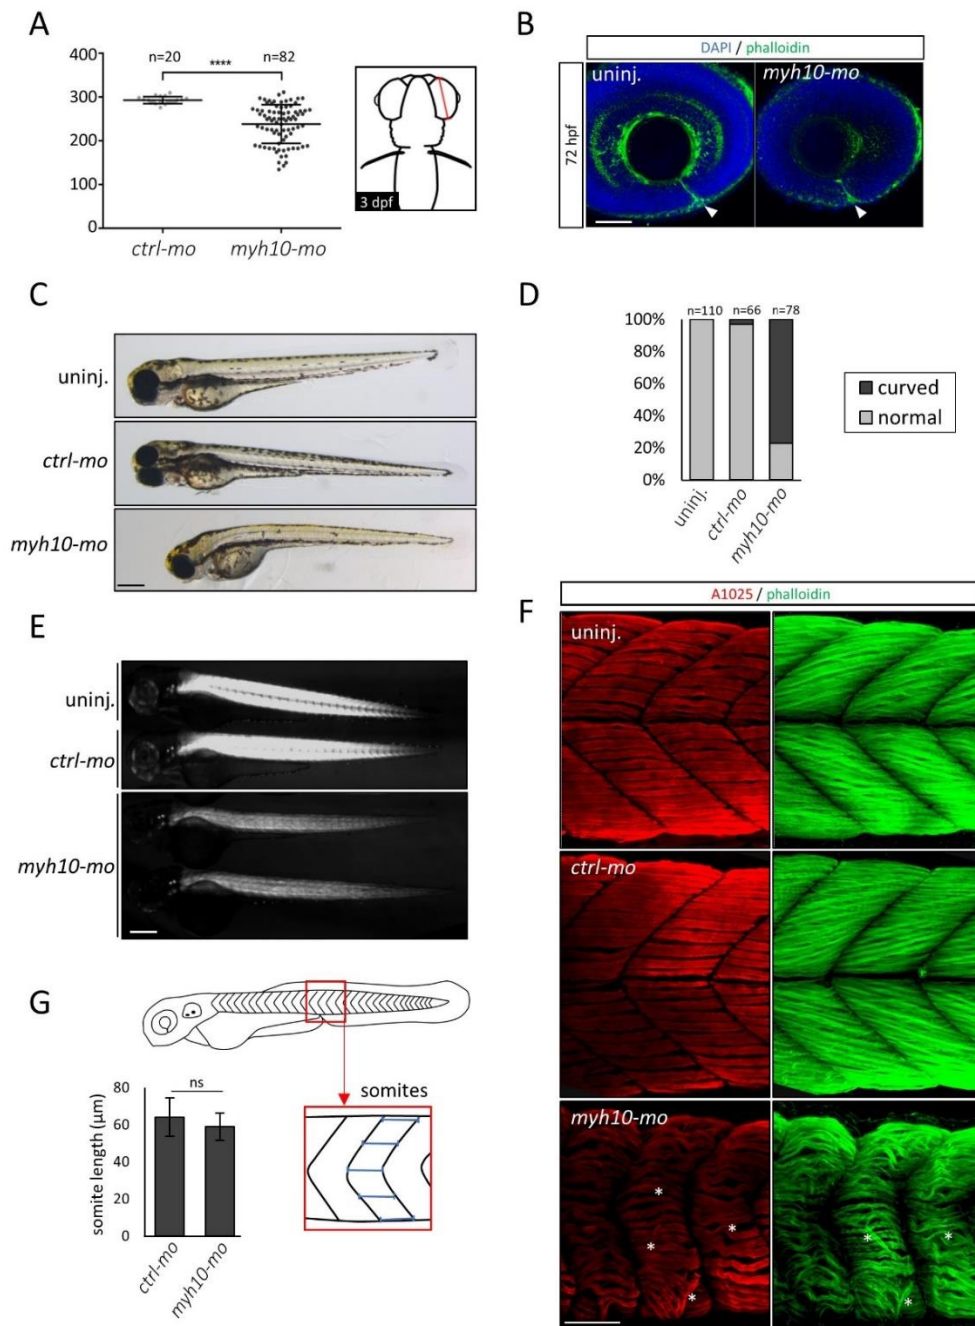 A
n=20
n=82
****
400
300
200
100
0
ctrl-mo
myh10-mo
3 dpf
B
DAPI / phalloidin
uninj.
myh10-mo
72 hpf
C
uninj.
ctrl-mo
myh10-mo
D
n=110
n=66
n=78
100%
80%
60%
40%
20%
0%
uninj.
ctrl-mo
myh10-mo
curved
normal
E
uninj.
ctrl-mo
myh10-mo
F
A1025 / phalloidin
uninj.
ctrl-mo
myh10-mo
*
*
*
*
*
*
*
*
G
somites
ns
80
60
40
20
0
somite length (µm)
ctrl-mo
myh10-mo